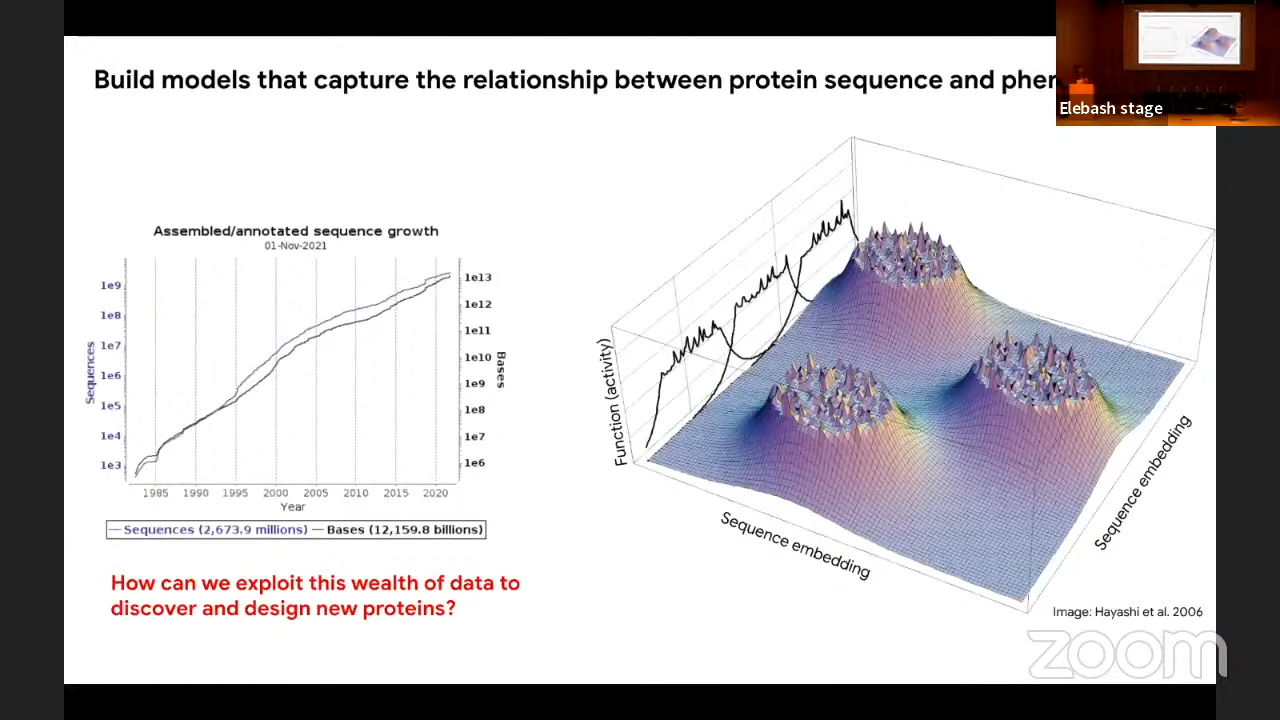 Build models that capture the relationship between protein sequence and
Elebash stage
Assembled/annotated sequence growth
01-Nov-2021
1e9
1e8
1e7
1e6
1e5
1e4
1e3
Sequences
1e13
1e12
1e11
1e10
1e9
1e8
1e7
1e6
Bases
1985 1990 1995 2000 2005 2010 2015 2020
Year
Sequences (2,673.9 millions) Bases (12,159.8 billions)
How can we exploit this wealth of data to
discover and design new proteins?
Function (activity)
Sequence embedding
Sequence embedding
Image: Hayashi et al. 2006
zoom